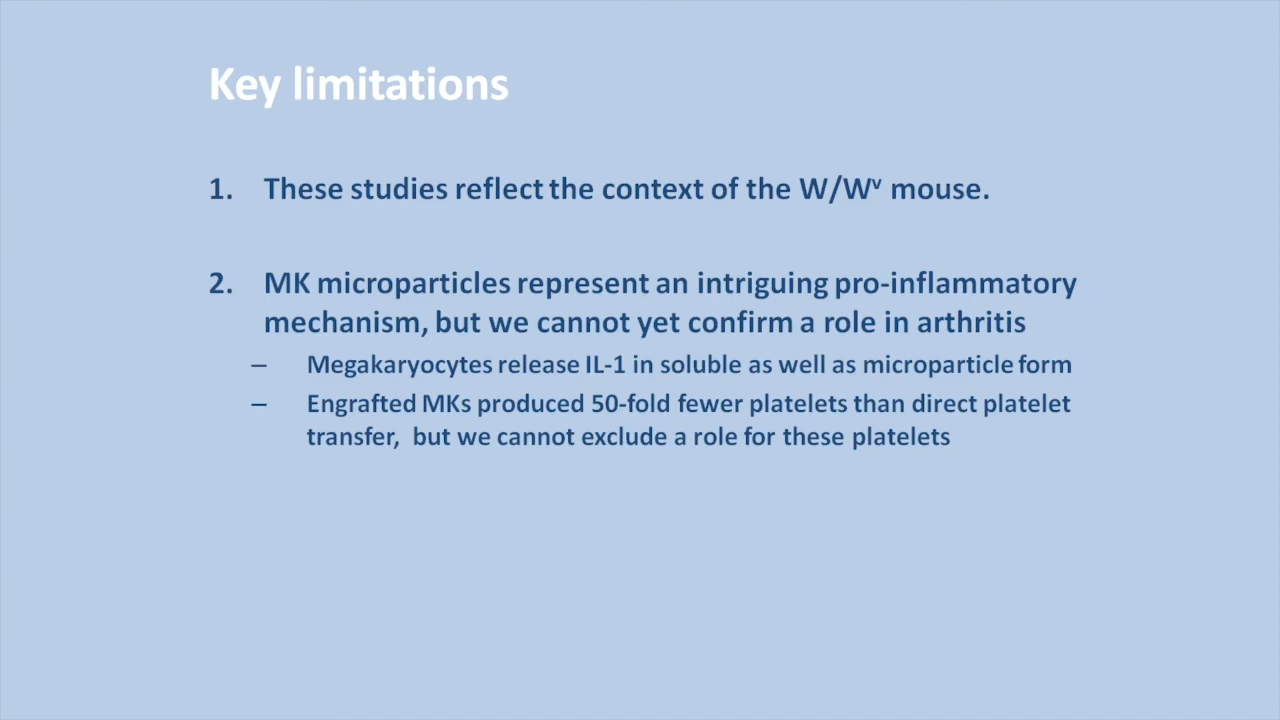 Key limitations
1. These studies reflect the context of the W/Wᵛ mouse.
2. MK microparticles represent an intriguing pro-inflammatory
mechanism, but we cannot yet confirm a role in arthritis
– Megakaryocytes release IL-1 in soluble as well as microparticle form
– Engrafted MKs produced 50-fold fewer platelets than direct platelet
transfer, but we cannot exclude a role for these platelets